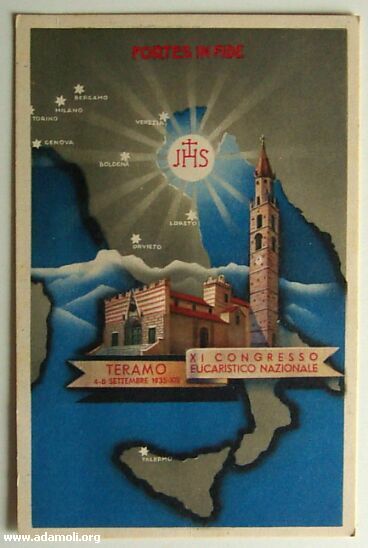 FORTES IN FIDE
BERGAMO
MILANO
TORINO
VENEZIA
GENOVA
BOLOGNA
JHS
LORETO
ORVIETO
XI CONGRESSO
EUCARISTICO NAZIONALE
TERAMO
4-8 SETTEMBRE 1935-XIII
PALERMO
www.adamoli.org